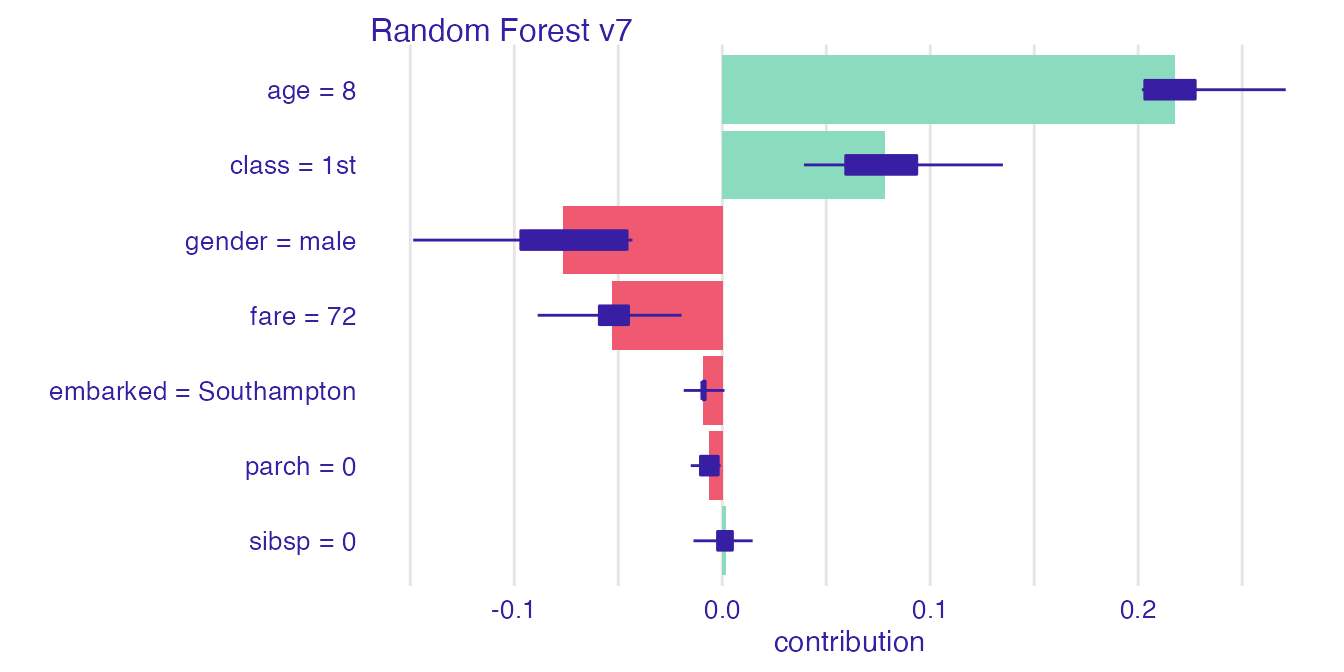 Random Forest v7
age = 8
class = 1st
gender = male
fare = 72
embarked = Southampton
parch = 0
sibsp = 0
-0.1 0.0 0.1 0.2
contribution